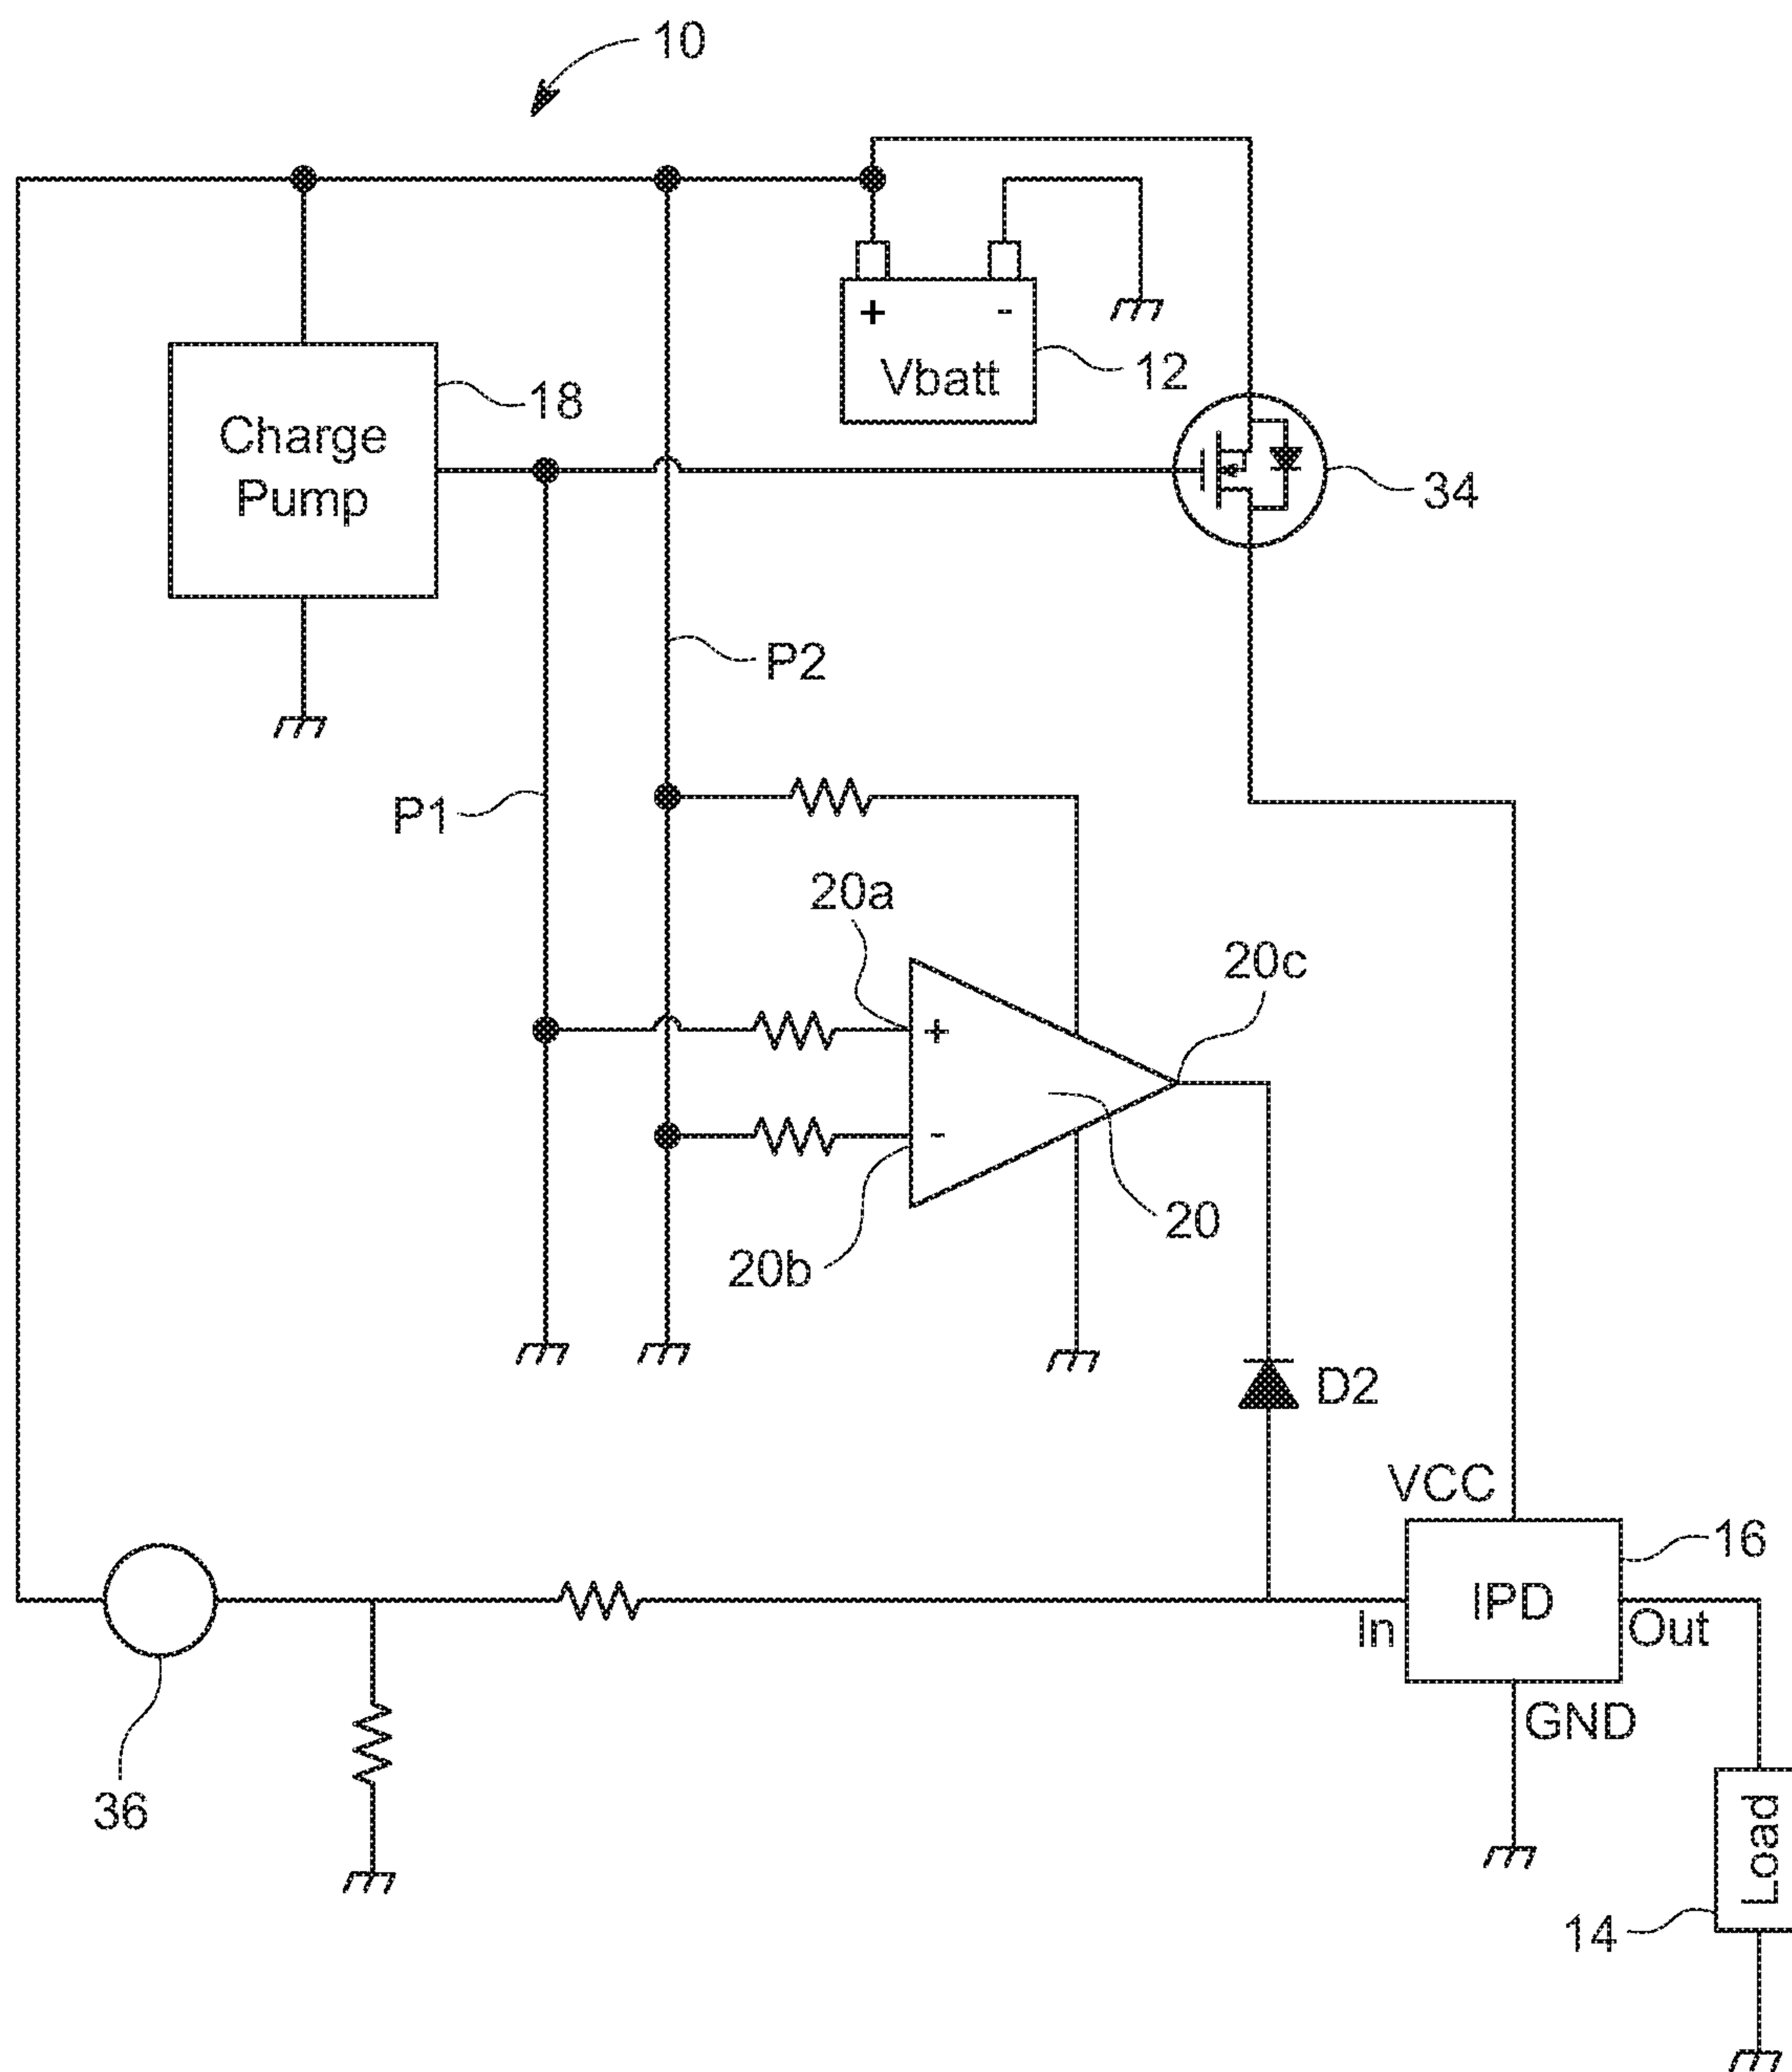 10
+ -
Vbatt
12
18
Charge
Pump
34
P2
P1
20a
20c
+
-
20
20b
D2
VCC
16
IPD
In
Out
GND
36
Load
14